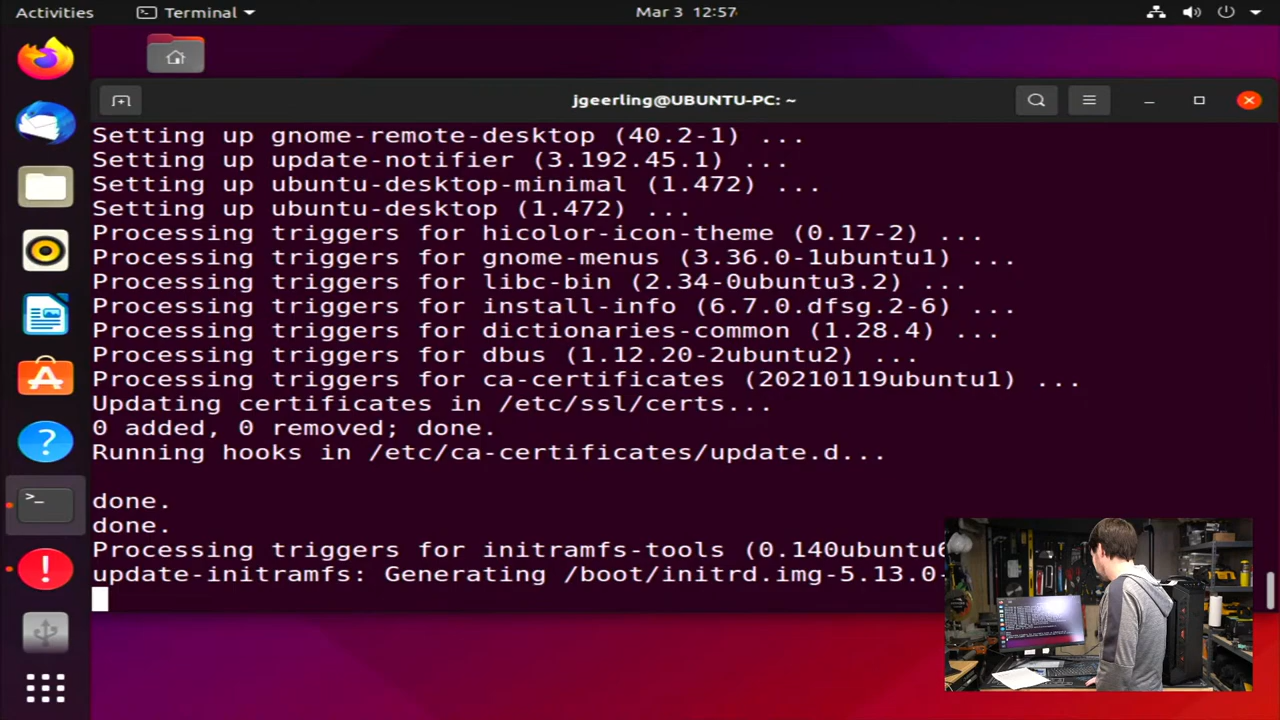 Activities
Terminal
Mar 3 12:57
jgeerling@UBUNTU-PC: ~
Setting up gnome-remote-desktop (40.2-1) ...
Setting up update-notifier (3.192.45.1) ...
Setting up ubuntu-desktop-minimal (1.472) ...
Setting up ubuntu-desktop (1.472) ...
Processing triggers for hicolor-icon-theme (0.17-2) ...
Processing triggers for gnome-menus (3.36.0-1ubuntu1) ...
Processing triggers for libc-bin (2.34-0ubuntu3.2) ...
Processing triggers for install-info (6.7.0.dfsg.2-6) ...
Processing triggers for dictionaries-common (1.28.4) ...
Processing triggers for dbus (1.12.20-2ubuntu2) ...
Processing triggers for ca-certificates (20210119ubuntu1) ...
Updating certificates in /etc/ssl/certs...
0 added, 0 removed; done.
Running hooks in /etc/ca-certificates/update.d...
done.
done.
Processing triggers for initramfs-tools (0.140ubuntu6
update-initramfs: Generating /boot/initrd.img-5.13.0-